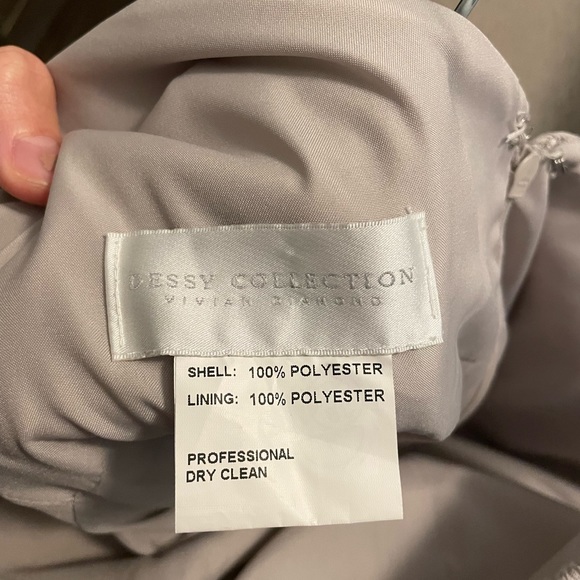 DESSY COLLECTION
VIVIAN DIAMOND
SHELL: 100% POLYESTER
LINING: 100% POLYESTER
PROFESSIONAL
DRY CLEAN